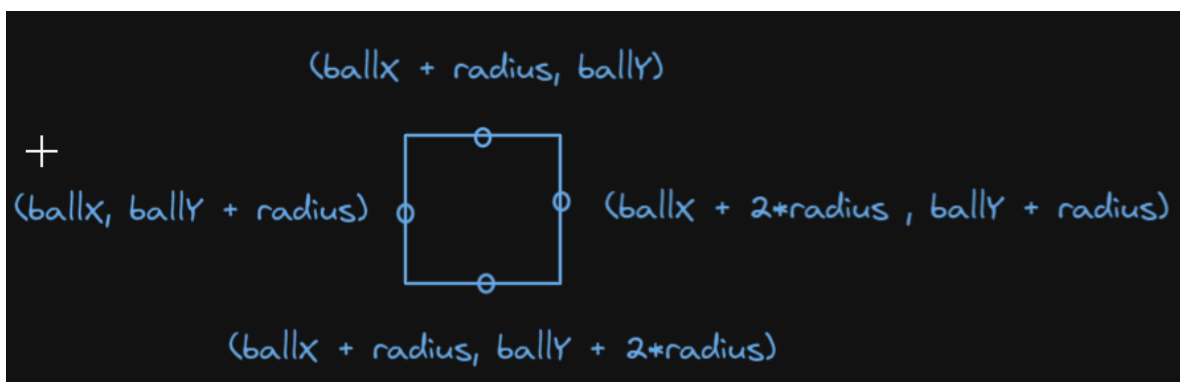 (ballX + radius, ballY)
(ballX, ballY + radius)
(ballX + 2*radius , ballY + radius)
(ballX + radius, ballY + 2*radius)